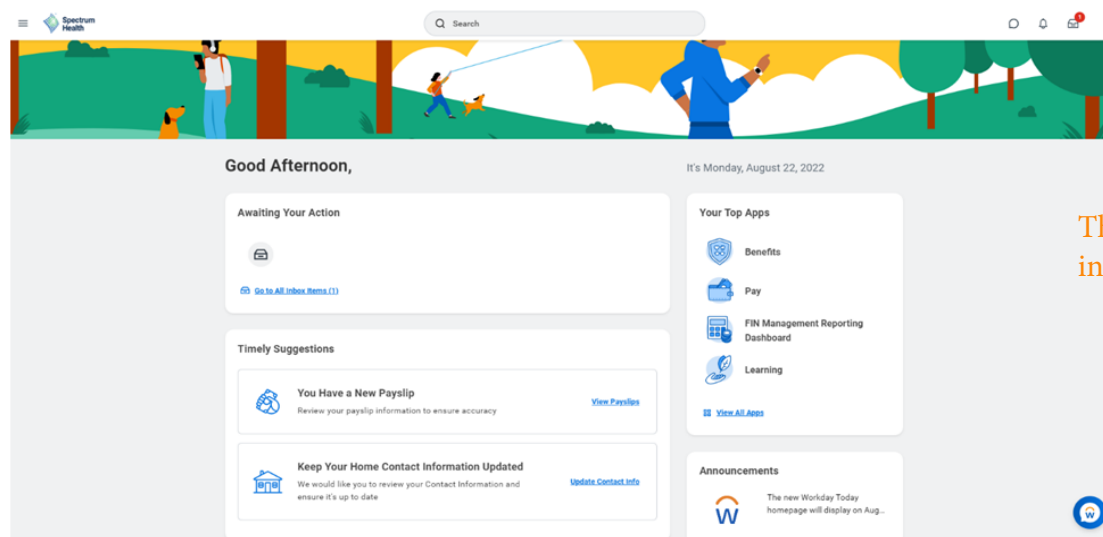 Spectrum
Health
Search
1
Good Afternoon,
It's Monday, August 22, 2022
Awaiting Your Action
Go to All Inbox Items (1)
Timely Suggestions
You Have a New Payslip
Review your payslip information to ensure accuracy
View Payslips
Keep Your Home Contact Information Updated
We would like you to review your Contact Information and
ensure it's up to date
Update Contact Info
Your Top Apps
Benefits
Pay
FIN Management Reporting
Dashboard
Learning
View All Apps
Announcements
The new Workday Today
homepage will display on Aug...
Th
in